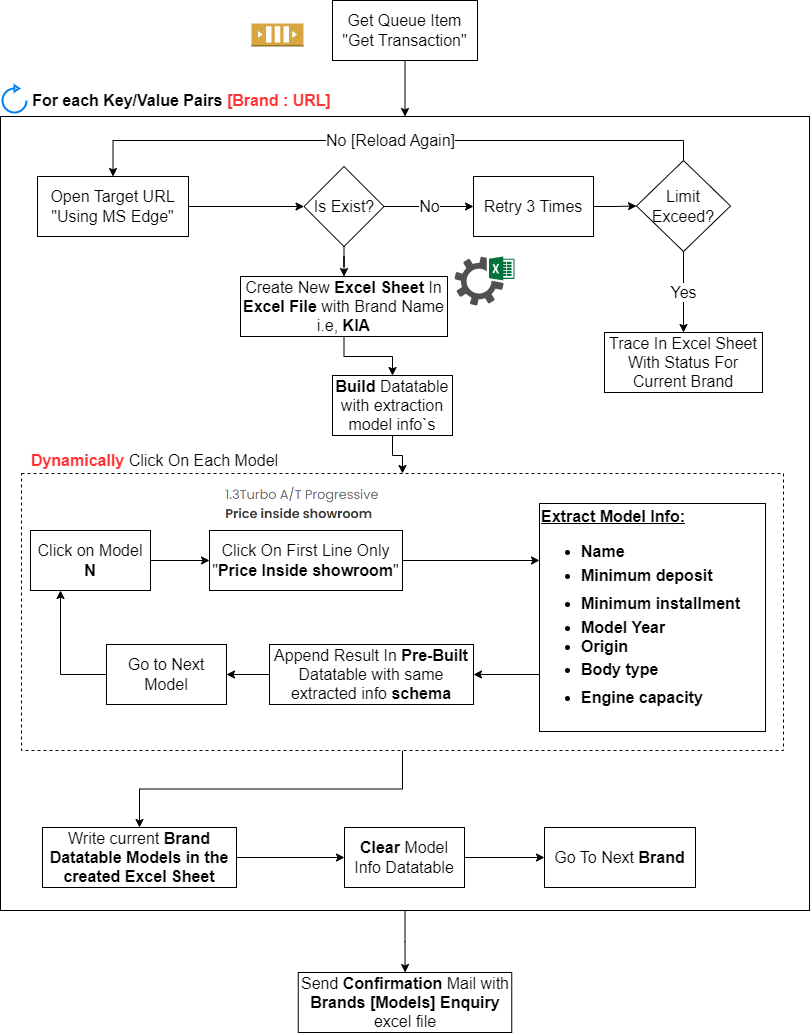 Get Queue Item
"Get Transaction"
For each Key/Value Pairs [Brand : URL]
No [Reload Again]
Open Target URL
"Using MS Edge"
Is Exist?
No
Retry 3 Times
Limit
Exceed?
Yes
Trace In Excel Sheet
With Status For
Current Brand
X
Create New Excel Sheet In
Excel File with Brand Name
i.e, KIA
Build Datatable
with extraction
model info`s
Dynamically Click On Each Model
1.3Turbo A/T Progressive
Price inside showroom
Click on Model
N
Click On First Line Only
"Price Inside showroom"
Extract Model Info:
• Name
• Minimum deposit
• Minimum installment
• Model Year
• Origin
• Body type
• Engine capacity
Append Result In Pre-Built
Datatable with same
extracted info schema
Go to Next
Model
Write current Brand
Datatable Models in the
created Excel Sheet
Clear Model
Info Datatable
Go To Next Brand
Send Confirmation Mail with
Brands [Models] Enquiry
excel file